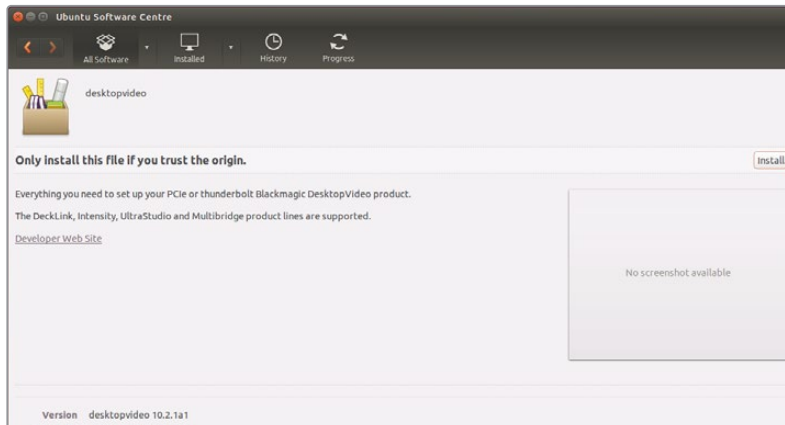 Ubuntu Software Centre
All Software
Installed
History
Progress
desktopvideo
Only install this file if you trust the origin.
Install
Everything you need to set up your PCIe or thunderbolt Blackmagic DesktopVideo product.
The DeckLink, Intensity, UltraStudio and Multibridge product lines are supported.
Developer Web Site
No screenshot available
Version desktopvideo 10.2.1a1